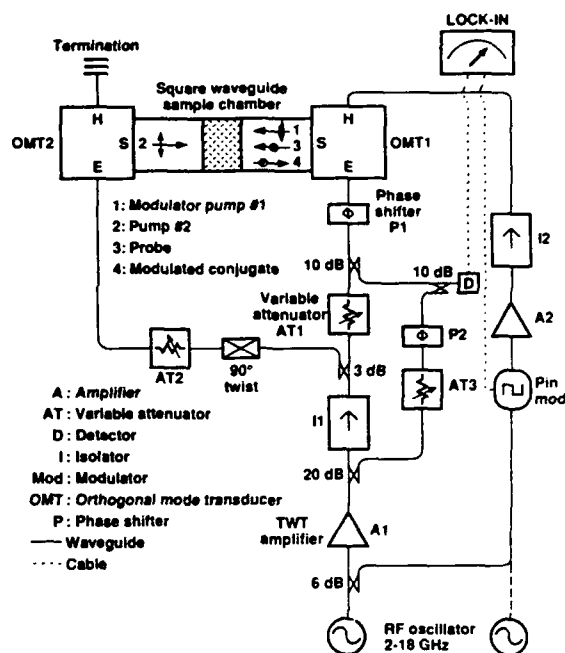 LOCK-IN
Termination
Square waveguide
sample chamber
H
S
E
OMT2
2
1
3
4
H
S
E
OMT1
1: Modulator pump #1
2: Pump #2
3: Probe
4: Modulated conjugate
Phase
shifter
P1
Φ
I2
10 dB
10 dB
D
Variable
attenuator
AT1
Φ
P2
A2
AT2
90°
twist
3 dB
AT3
Pin
mod
I1
A : Amplifier
AT : Variable attenuator
D : Detector
I : Isolator
Mod : Modulator
OMT : Orthogonal mode transducer
P : Phase shifter
Waveguide
Cable
20 dB
TWT
amplifier
A1
6 dB
RF oscillator
2-18 GHz